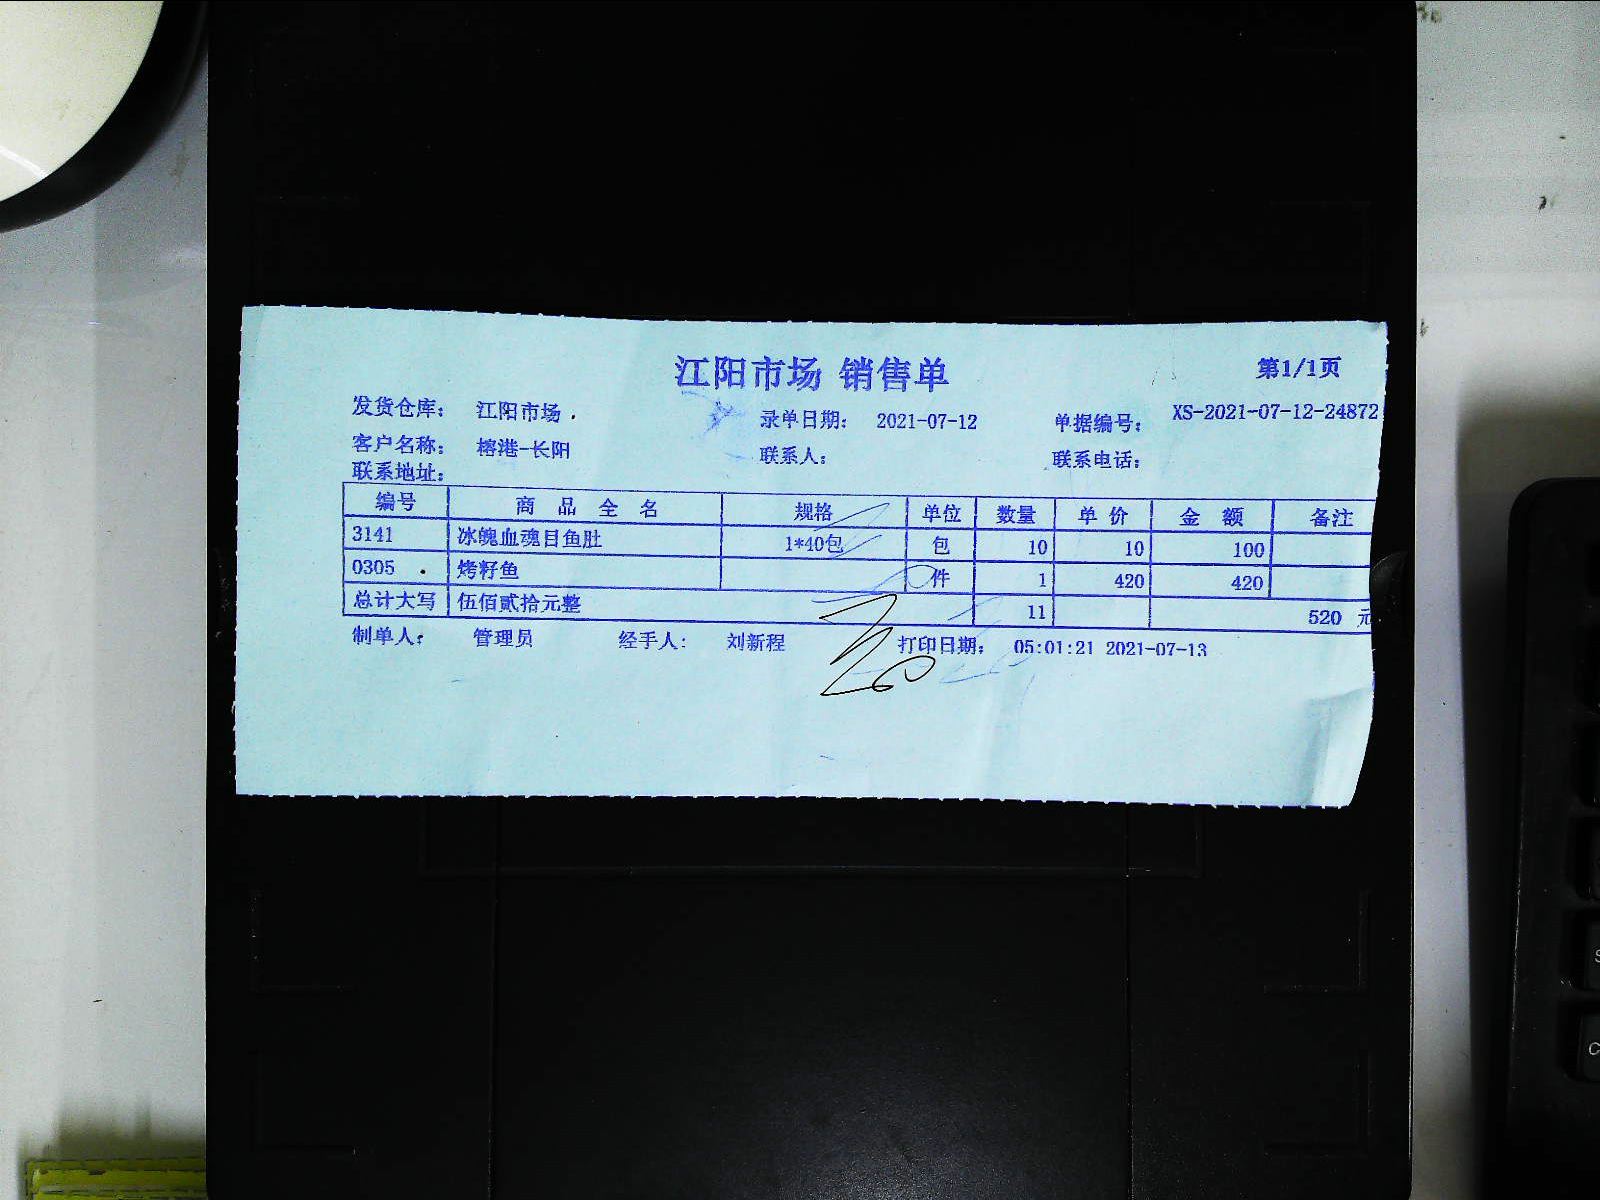 江阳市场 销售单
第1/1页
发货仓库： 江阳市场 录单日期： 2021-07-12 单据编号： XS-2021-07-12-24872
客户名称： 榕港-长阳 联系人： 联系电话：
联系地址：
编号 商品全名 规格 单位 数量 单价 金额 备注
3141 冰魄血魂目鱼肚 1*40包 包 10 10 100
0305 烤籽鱼 件 1 420 420
总计大写 伍佰贰拾元整 11 520 元
制单人： 管理员 经手人： 刘新程 打印日期： 05:01:21 2021-07-13